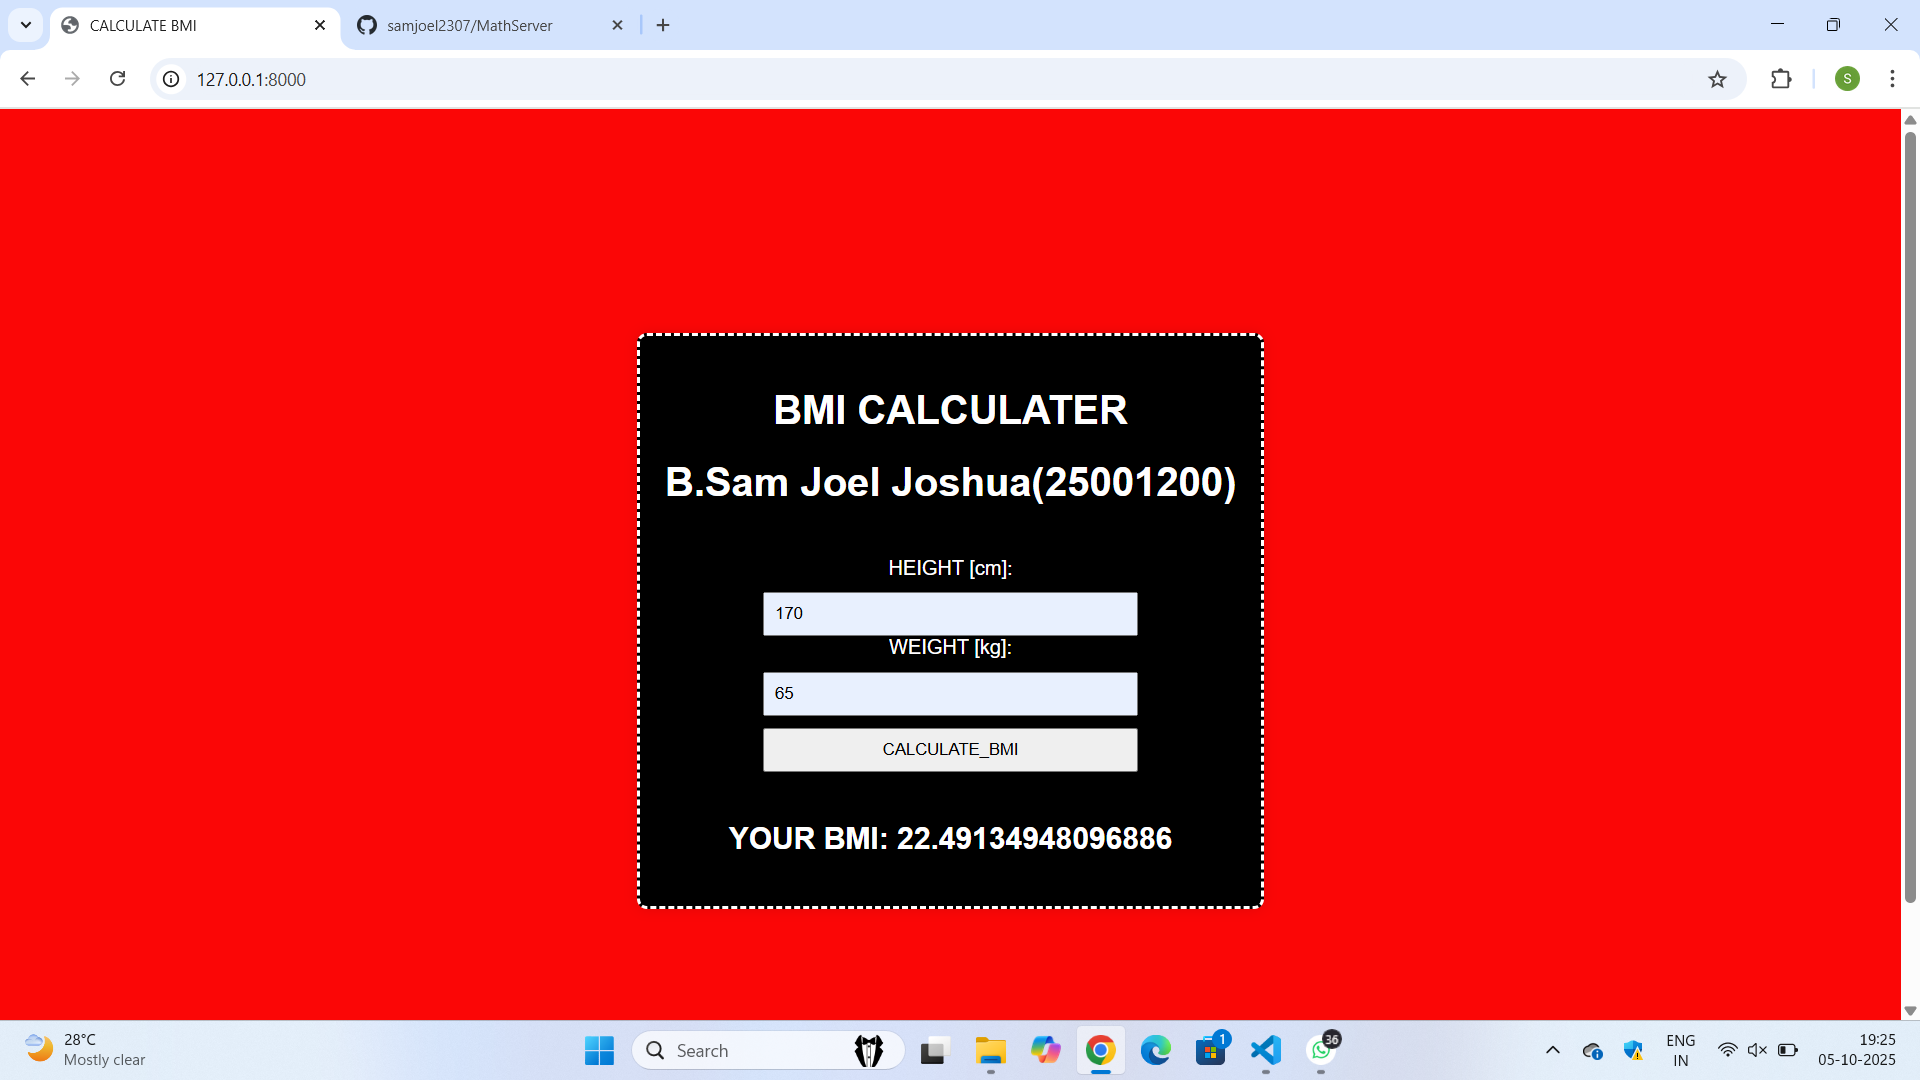 CALCULATE BMI
samjoel2307/MathServer
127.0.0.1:8000
S
BMI CALCULATER
B.Sam Joel Joshua(25001200)
HEIGHT [cm]:
170
WEIGHT [kg]:
65
CALCULATE_BMI
YOUR BMI: 22.49134948096886
28°C
Mostly clear
Search
1
36
ENG
IN
19:25
05-10-2025